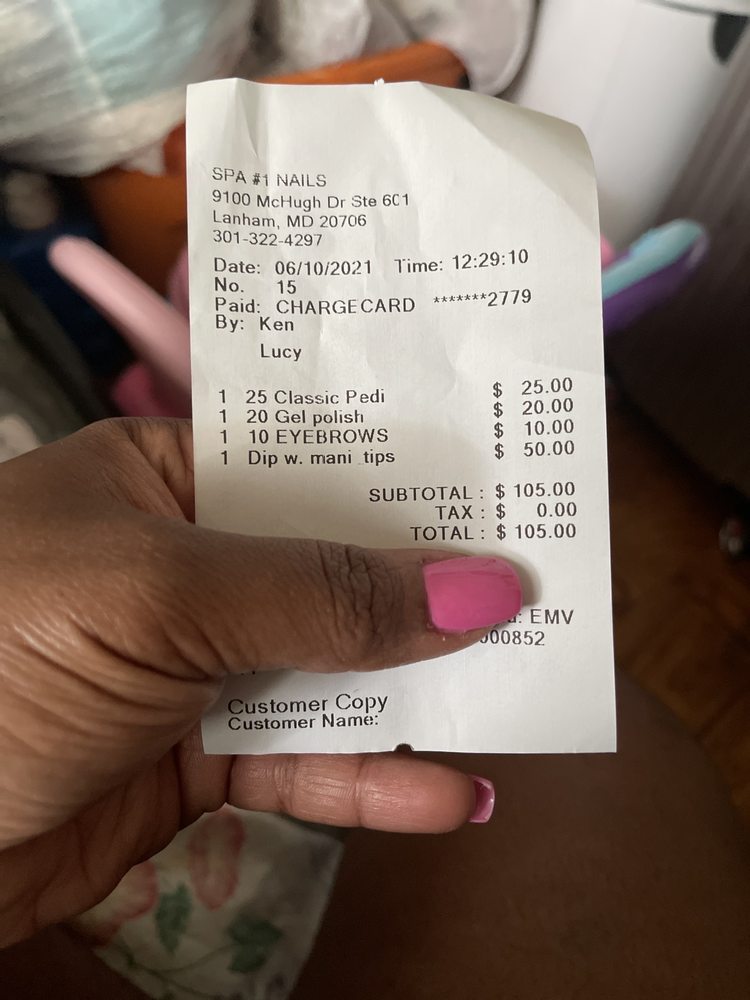 SPA #1 NAILS
9100 McHugh Dr Ste 601
Lanham, MD 20706
301-322-4297
Date: 06/10/2021 Time: 12:29:10
No. 15
Paid: CHARGECARD *******2779
By: Ken
Lucy
1 25 Classic Pedi $ 25.00
1 20 Gel polish $ 20.00
1 10 EYEBROWS $ 10.00
1 Dip w. mani tips $ 50.00
SUBTOTAL : $ 105.00
TAX : $ 0.00
TOTAL : $ 105.00
EMV
000852
Customer Copy
Customer Name: